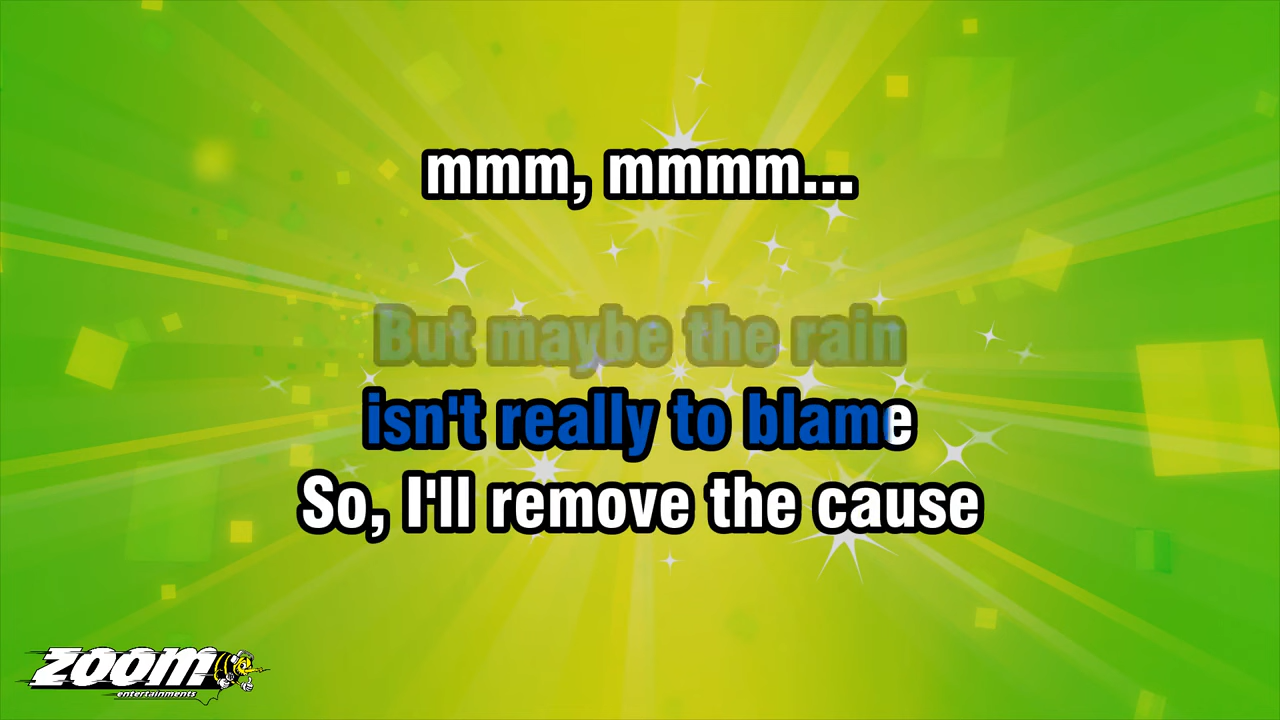 mmm, mmmm...
But maybe the rain
isn't really to blame
So, I'll remove the cause
zoom
entertainments